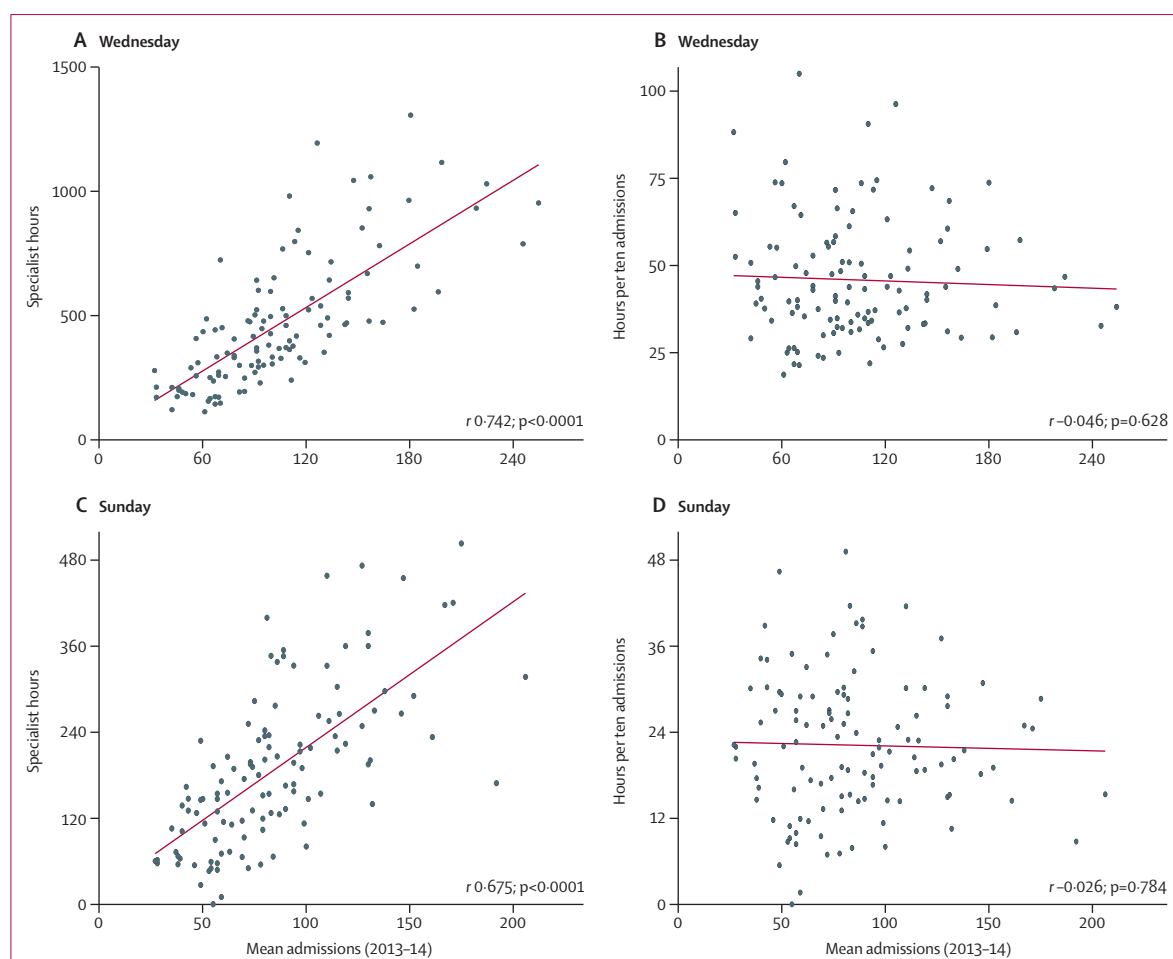 A Wednesday
1500
1000
500
0
Specialist hours
r 0·742; p<0·0001
0 60 120 180 240
B Wednesday
100
75
50
25
0
Hours per ten admissions
r –0·046; p=0·628
0 60 120 180 240
C Sunday
480
360
240
120
0
Specialist hours
r 0·675; p<0·0001
0 50 100 150 200
Mean admissions (2013–14)
D Sunday
48
36
24
12
0
Hours per ten admissions
r –0·026; p=0·784
0 50 100 150 200
Mean admissions (2013–14)